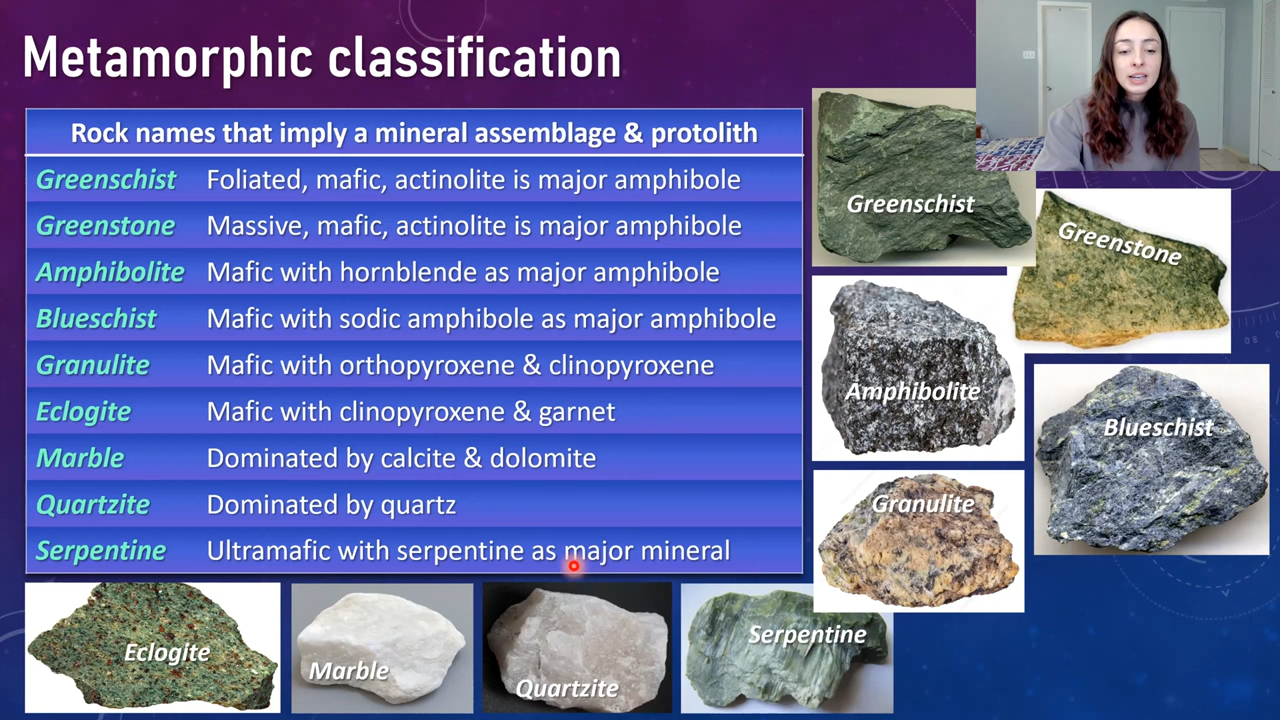 Metamorphic classification
Rock names that imply a mineral assemblage & protolith
Greenschist Foliated, mafic, actinolite is major amphibole
Greenstone Massive, mafic, actinolite is major amphibole
Amphibolite Mafic with hornblende as major amphibole
Blueschist Mafic with sodic amphibole as major amphibole
Granulite Mafic with orthopyroxene & clinopyroxene
Eclogite Mafic with clinopyroxene & garnet
Marble Dominated by calcite & dolomite
Quartzite Dominated by quartz
Serpentine Ultramafic with serpentine as major mineral
Greenschist
Greenstone
Amphibolite
Blueschist
Granulite
Eclogite
Marble
Quartzite
Serpentine
08